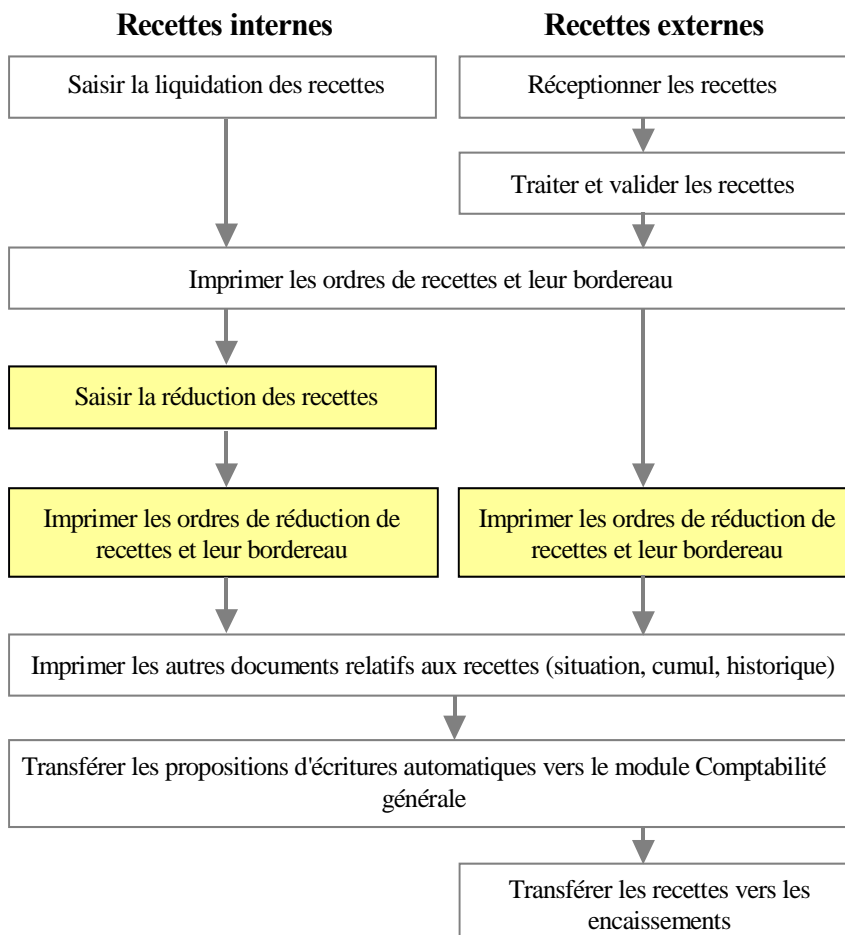 Recettes internes
Recettes externes
Saisir la liquidation des recettes
Réceptionner les recettes
Traiter et valider les recettes
Imprimer les ordres de recettes et leur bordereau
Saisir la réduction des recettes
Imprimer les ordres de réduction de
recettes et leur bordereau
Imprimer les ordres de réduction de
recettes et leur bordereau
Imprimer les autres documents relatifs aux recettes (situation, cumul, historique)
Transférer les propositions d'écritures automatiques vers le module Comptabilité
générale
Transférer les recettes vers les
encaissements